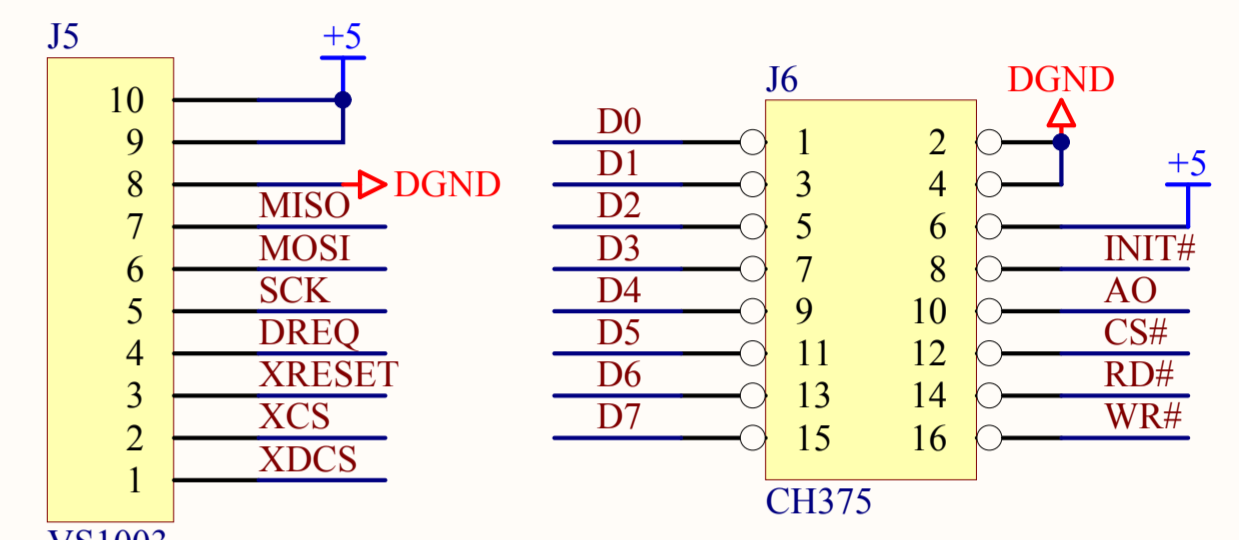 J5
+5
10
9
8 DGND
MISO
7
MOSI
6
SCK
5
DREQ
4
XRESET
3
XCS
2
XDCS
1
VS1003
J6
DGND
+5
D0
1 2
D1
3 4
D2
5 6
D3 INIT#
7 8
D4 AO
9 10
D5 CS#
11 12
D6 RD#
13 14
D7 WR#
15 16
CH375